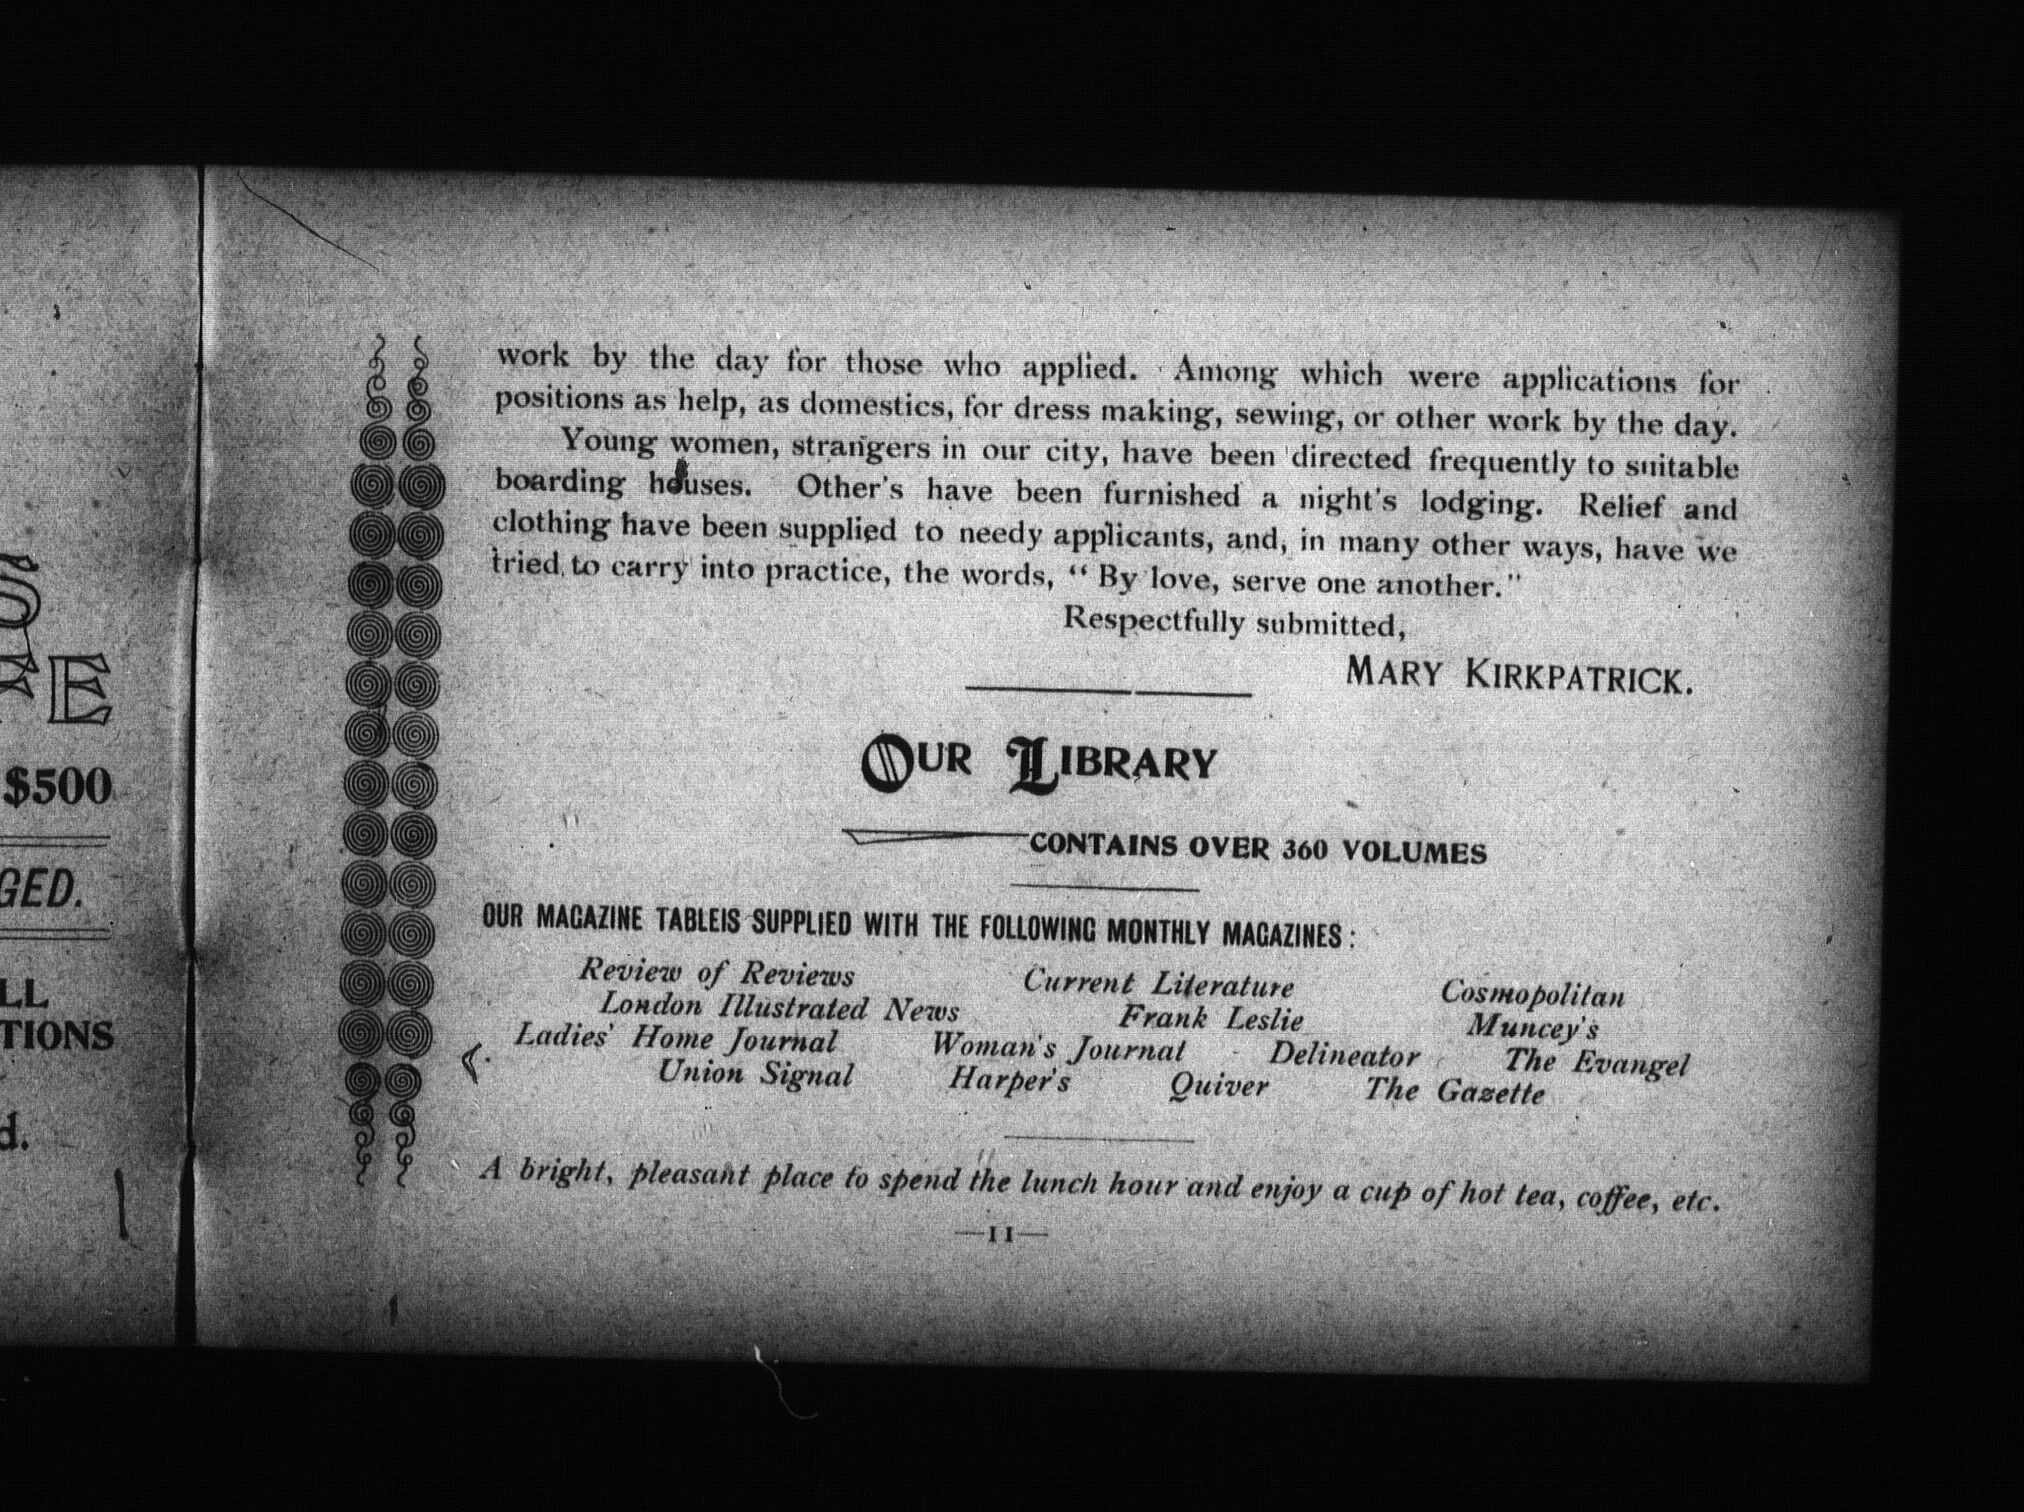 S
FE
$500
GED.
LL
TIONS
d.
work by the day for those who applied. Among which were applications for
positions as help, as domestics, for dress making, sewing, or other work by the day.
Young women, strangers in our city, have been directed frequently to suitable
boarding houses. Other's have been furnished a night's lodging. Relief and
clothing have been supplied to needy applicants, and, in many other ways, have we
tried to carry into practice, the words, “ By love, serve one another.”
Respectfully submitted,
MARY KIRKPATRICK.
OUR LIBRARY
CONTAINS OVER 360 VOLUMES
OUR MAGAZINE TABLEIS SUPPLIED WITH THE FOLLOWING MONTHLY MAGAZINES :
Review of Reviews Current Literature Cosmopolitan
London Illustrated News Frank Leslie Muncey's
Ladies' Home Journal Woman's Journal Delineator The Evangel
Union Signal Harper's Quiver The Gazette
A bright, pleasant place to spend the lunch hour and enjoy a cup of hot tea, coffee, etc.
—11—